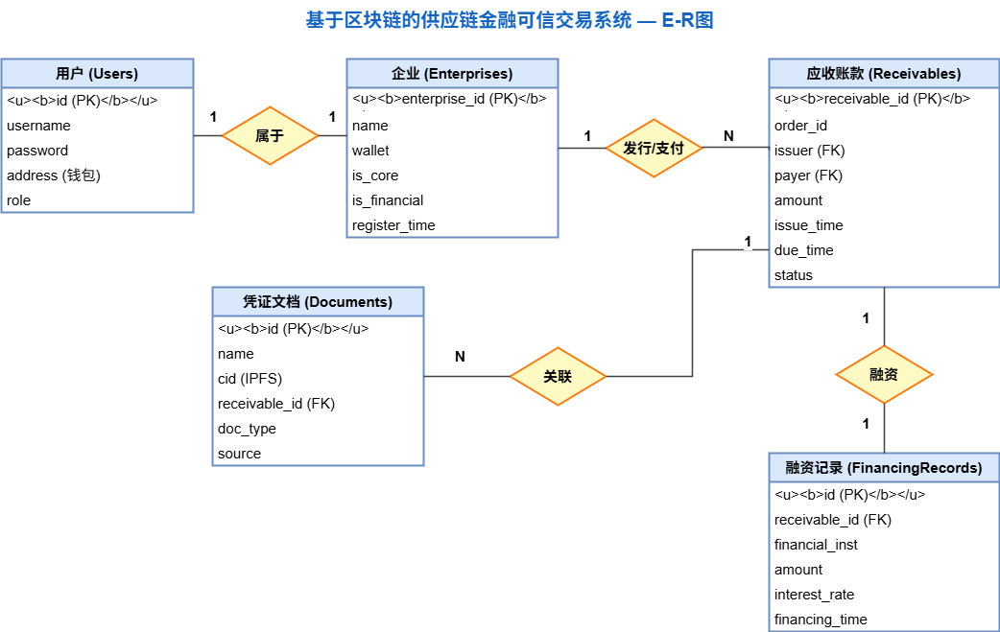 基于区块链的供应链金融可信交易系统 — E-R图
用户 (Users)
<u><b>id (PK)</b></u>
username
password
address (钱包)
role
1
属于
1
企业 (Enterprises)
<u><b>enterprise_id (PK)</b>
name
wallet
is_core
is_financial
register_time
1
发行/支付
N
应收账款 (Receivables)
<u><b>receivable_id (PK)</b>
order_id
issuer (FK)
payer (FK)
amount
issue_time
due_time
status
1
凭证文档 (Documents)
<u><b>id (PK)</b></u>
name
cid (IPFS)
receivable_id (FK)
doc_type
source
N
关联
1
融资
1
融资记录 (FinancingRecords)
<u><b>id (PK)</b></u>
receivable_id (FK)
financial_inst
amount
interest_rate
financing_time